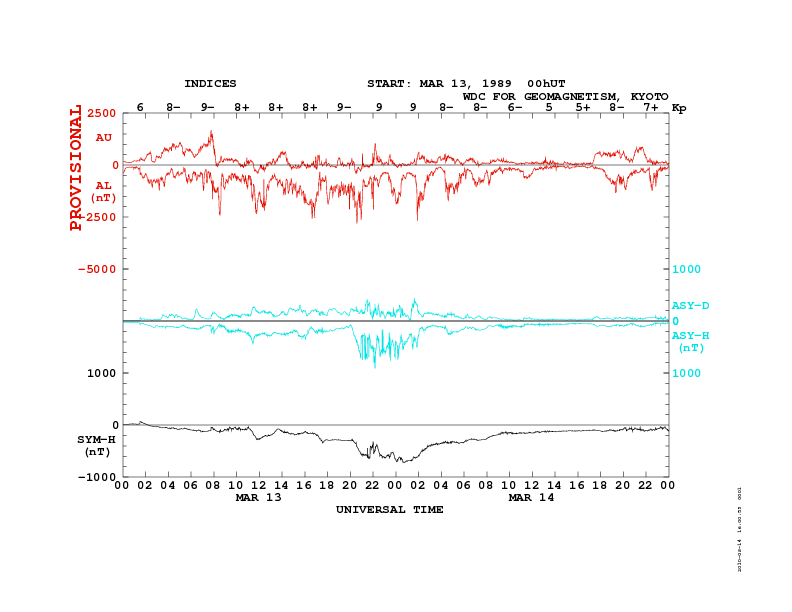 INDICES START: MAR 13, 1989 00hUT
WDC FOR GEOMAGNETISM, KYOTO
6 8− 9− 8+ 8+ 8+ 9− 9 9 8− 8− 6− 5 5+ 8− 7+ Kp
PROVISIONAL
2500
AU
0
AL
(nT)
−2500
−5000
1000
ASY−D
0
ASY−H
(nT)
1000
1000
0
SYM−H
(nT)
−1000
00 02 04 06 08 10 12 14 16 18 20 22 00 02 04 06 08 10 12 14 16 18 20 22 00
MAR 13 MAR 14
UNIVERSAL TIME